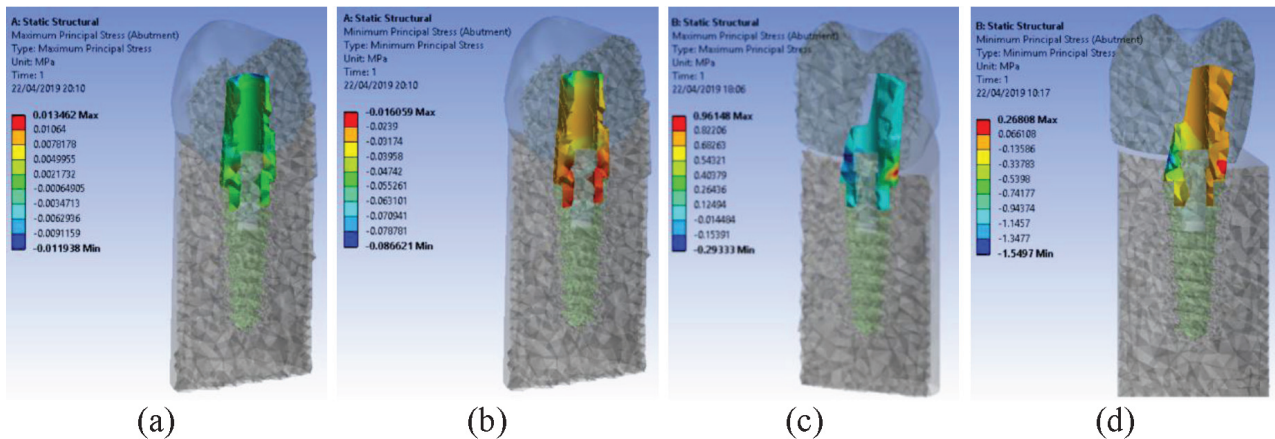 A: Static Structural
Maximum Principal Stress (Abutment)
Type: Maximum Principal Stress
Unit: MPa
Time: 1
22/04/2019 20:10
0.013462 Max
0.01064
0.0078178
0.0049955
0.0021732
-0.00064905
-0.0034713
-0.0062936
-0.0091159
-0.011938 Min
(a)
A: Static Structural
Minimum Principal Stress (Abutment)
Type: Minimum Principal Stress
Unit: MPa
Time: 1
22/04/2019 20:10
-0.016059 Max
-0.0239
-0.03174
-0.03958
-0.04742
-0.055261
-0.063101
-0.070941
-0.078781
-0.086621 Min
(b)
B: Static Structural
Maximum Principal Stress (Abutment)
Type: Maximum Principal Stress
Unit: MPa
Time: 1
22/04/2019 18:06
0.96148 Max
0.82206
0.68263
0.54321
0.40379
0.26436
0.12494
-0.014484
-0.15391
-0.29333 Min
(c)
B: Static Structural
Minimum Principal Stress (Abutment)
Type: Minimum Principal Stress
Unit: MPa
Time: 1
22/04/2019 10:17
0.26808 Max
0.066108
-0.13586
-0.33783
-0.5398
-0.74177
-0.94374
-1.1457
-1.3477
-1.5497 Min
(d)